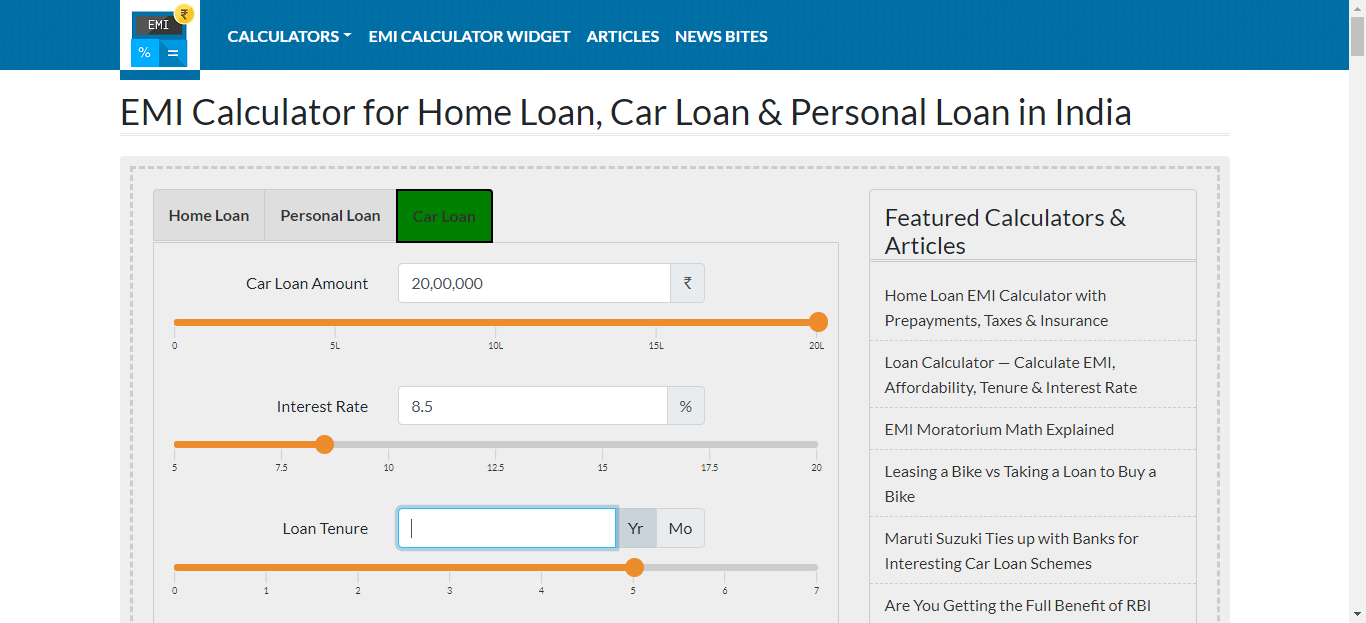 EMI ₹
% =
CALCULATORS EMI CALCULATOR WIDGET ARTICLES NEWS BITES
EMI Calculator for Home Loan, Car Loan & Personal Loan in India
Home Loan Personal Loan Car Loan
Car Loan Amount 20,00,000 ₹
0 5L 10L 15L 20L
Interest Rate 8.5 %
5 7.5 10 12.5 15 17.5 20
Loan Tenure Yr Mo
0 1 2 3 4 5 6 7
Featured Calculators &
Articles
Home Loan EMI Calculator with
Prepayments, Taxes & Insurance
Loan Calculator — Calculate EMI,
Affordability, Tenure & Interest Rate
EMI Moratorium Math Explained
Leasing a Bike vs Taking a Loan to Buy a
Bike
Maruti Suzuki Ties up with Banks for
Interesting Car Loan Schemes
Are You Getting the Full Benefit of RBI